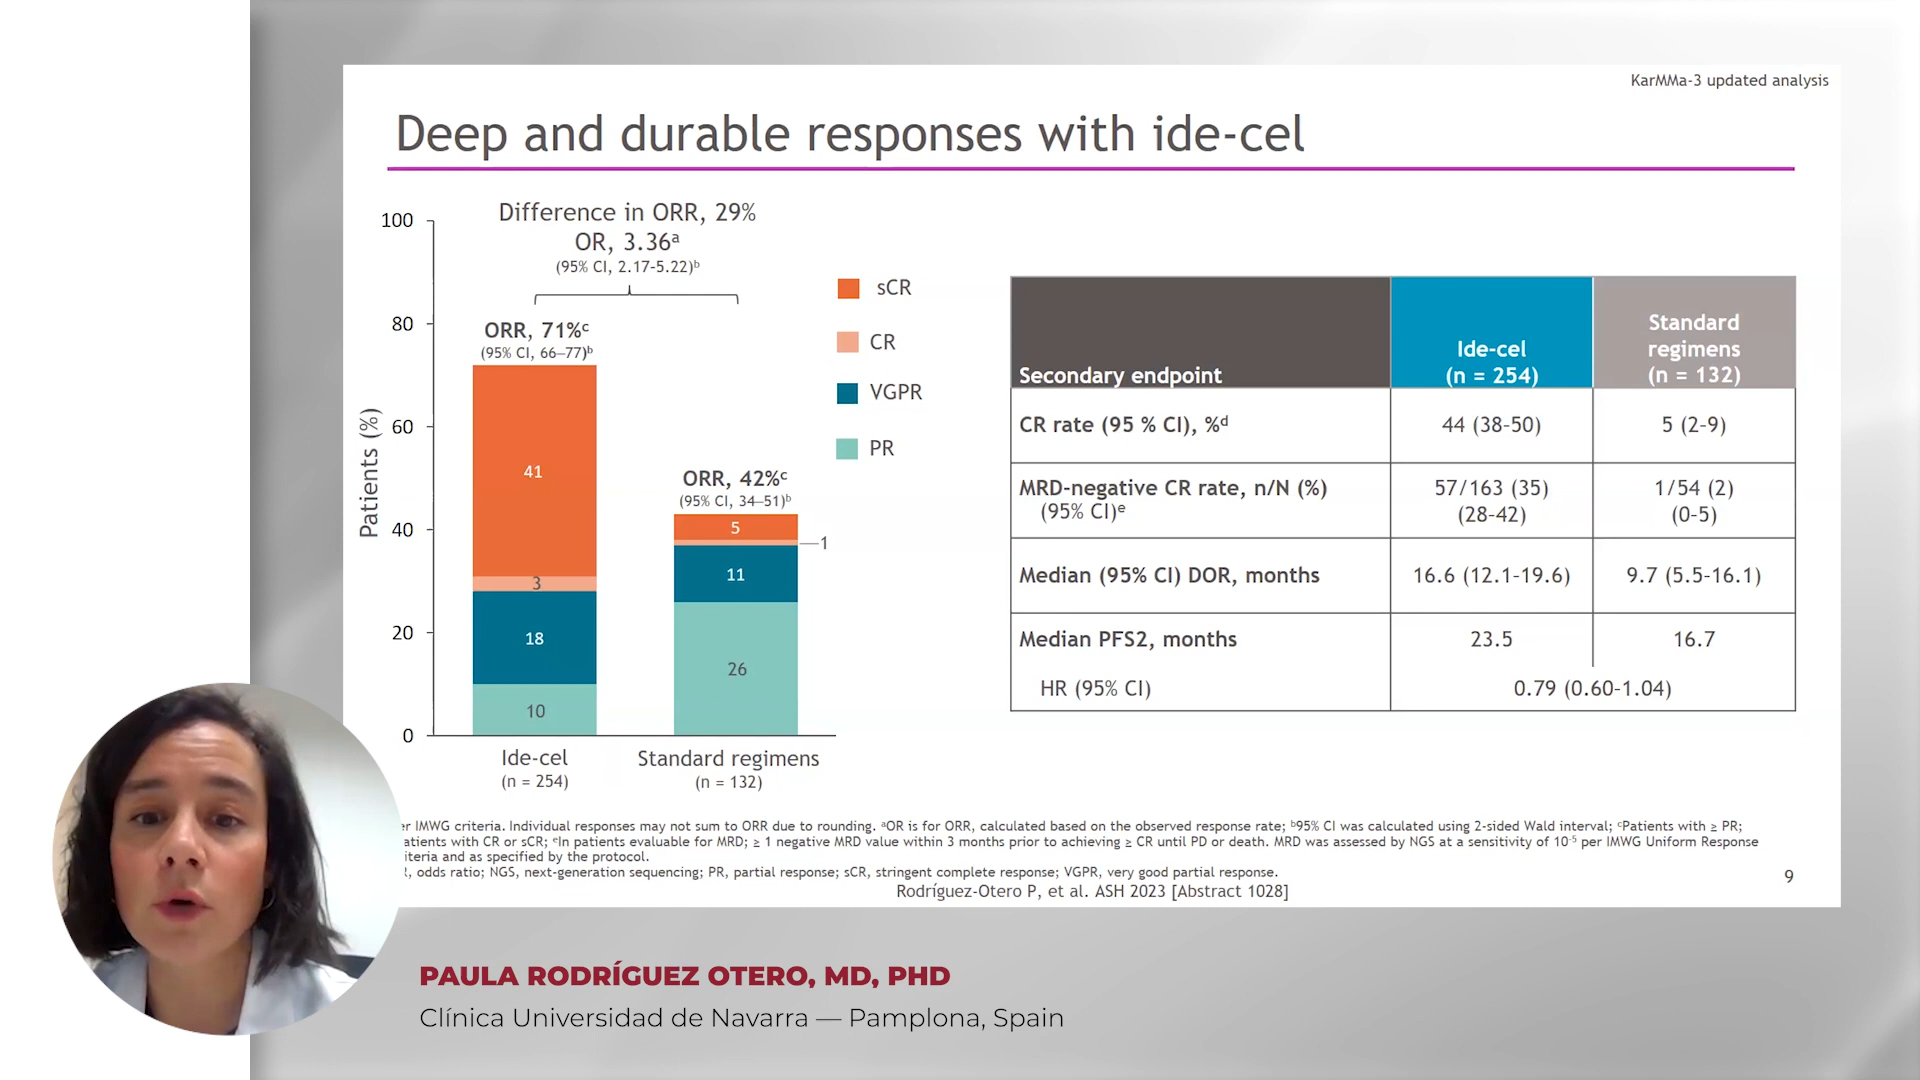 KarMMa-3 updated analysis
Deep and durable responses with ide-cel
Difference in ORR, 29%
OR, 3.36ᵃ
(95% CI, 2.17-5.22)ᵇ
Patients (%)
100
80
60
40
20
0
ORR, 71%ᶜ
(95% CI, 66–77)ᵇ
41
3
18
10
ORR, 42%ᶜ
(95% CI, 34–51)ᵇ
5
1
11
26
Ide-cel
(n = 254)
Standard regimens
(n = 132)
sCR
CR
VGPR
PR
Secondary endpoint
Ide-cel
(n = 254)
Standard
regimens
(n = 132)
CR rate (95 % CI), %ᵈ
44 (38-50)
5 (2-9)
MRD-negative CR rate, n/N (%)
(95% CI)ᵉ
57/163 (35)
(28-42)
1/54 (2)
(0-5)
Median (95% CI) DOR, months
16.6 (12.1-19.6)
9.7 (5.5-16.1)
Median PFS2, months
23.5
16.7
HR (95% CI)
0.79 (0.60-1.04)
IMWG criteria. Individual responses may not sum to ORR due to rounding. ᵃOR is for ORR, calculated based on the observed response rate; ᵇ95% CI was calculated using 2-sided Wald interval; ᶜPatients with ≥ PR;
with CR or sCR; ᵉIn patients evaluable for MRD; ≥ 1 negative MRD value within 3 months prior to achieving ≥ CR until PD or death. MRD was assessed by NGS at a sensitivity of 10⁻⁵ per IMWG Uniform Response
and as specified by the protocol.
odds ratio; NGS, next-generation sequencing; PR, partial response; sCR, stringent complete response; VGPR, very good partial response.
Rodríguez-Otero P, et al. ASH 2023 [Abstract 1028]
9
PAULA RODRÍGUEZ OTERO, MD, PHD
Clínica Universidad de Navarra — Pamplona, Spain